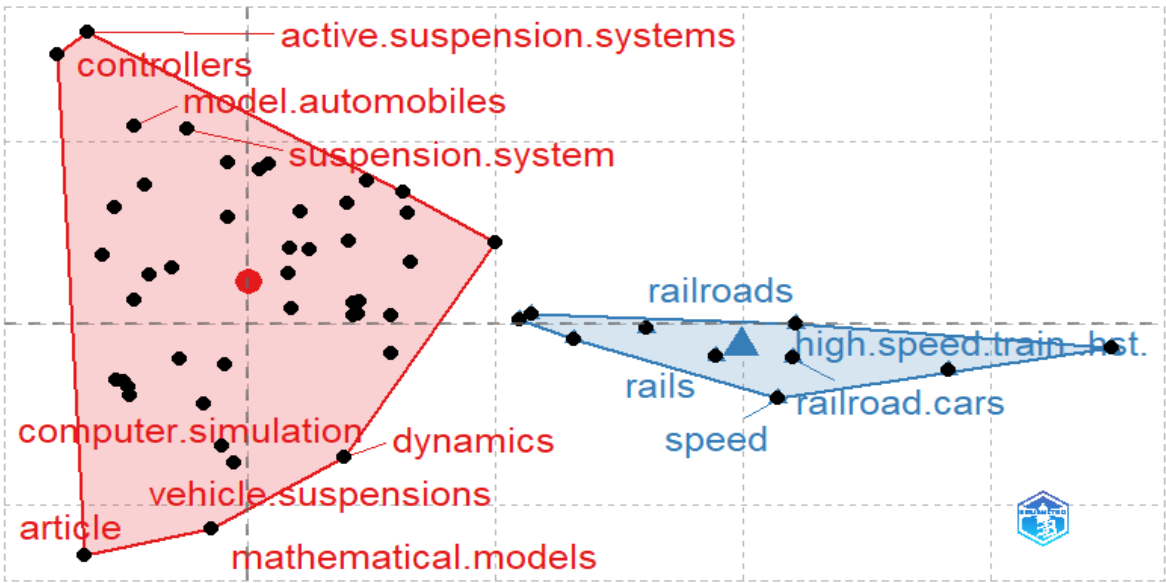 active.suspension.systems
controllers
model.automobiles
suspension.system
railroads
high.speed.train..hst.
rails
railroad.cars
computer.simulation
dynamics
speed
vehicle.suspensions
article
mathematical.models